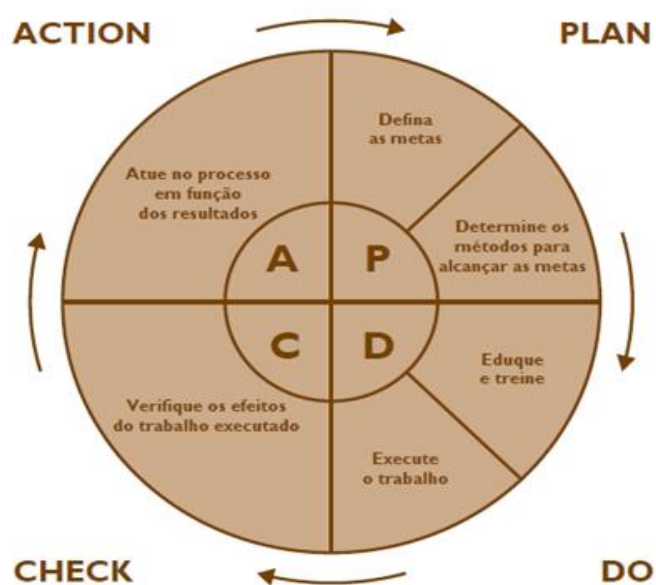 ACTION
PLAN
Defina
as metas
Atue no processo
em função
dos resultados
Determine os
métodos para
alcançar as metas
A
P
C
D
Eduque
e treine
Verifique os efeitos
do trabalho executado
Execute
o trabalho
CHECK
DO